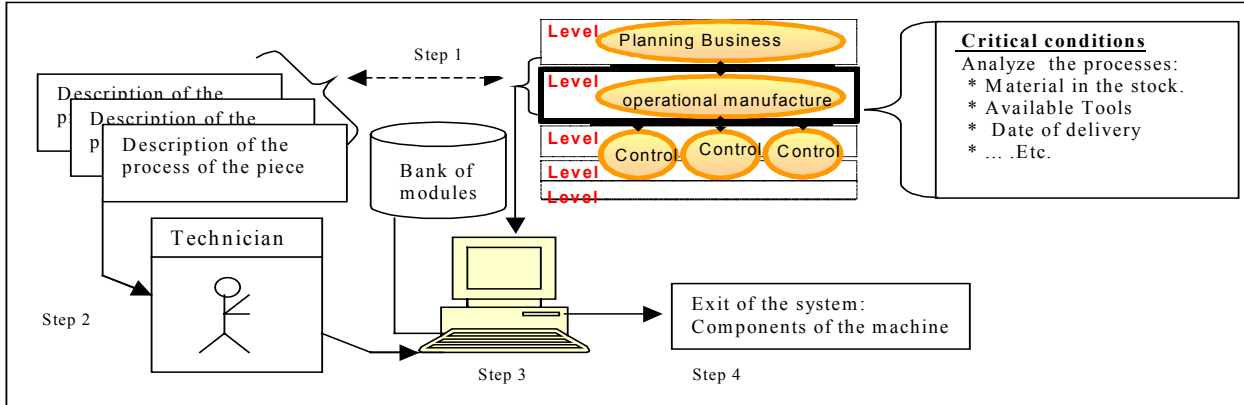 Description of the
p
Description of the
p
Description of the
process of the piece
Step 1
Level
Planning Business
Level
operational manufacture
Level
Control
Control
Control
Level
Level
Critical conditions
Analyze the processes:
* Material in the stock.
* Available Tools
* Date of delivery
* ... .Etc.
Bank of
modules
Technician
Step 2
Step 3
Exit of the system:
Components of the machine
Step 4